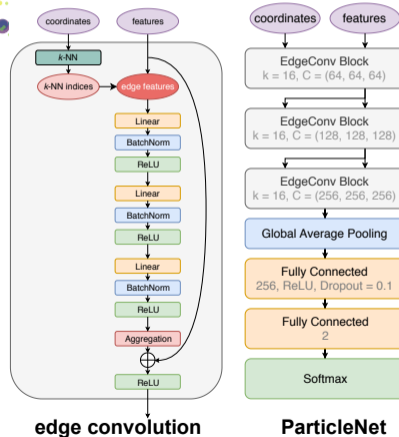 coordinates
features
k-NN
k-NN indices
edge features
Linear
BatchNorm
ReLU
Linear
BatchNorm
ReLU
Linear
BatchNorm
ReLU
Aggregation
ReLU
edge convolution
coordinates
features
EdgeConv Block
k = 16, C = (64, 64, 64)
EdgeConv Block
k = 16, C = (128, 128, 128)
EdgeConv Block
k = 16, C = (256, 256, 256)
Global Average Pooling
Fully Connected
256, ReLU, Dropout = 0.1
Fully Connected
2
Softmax
ParticleNet